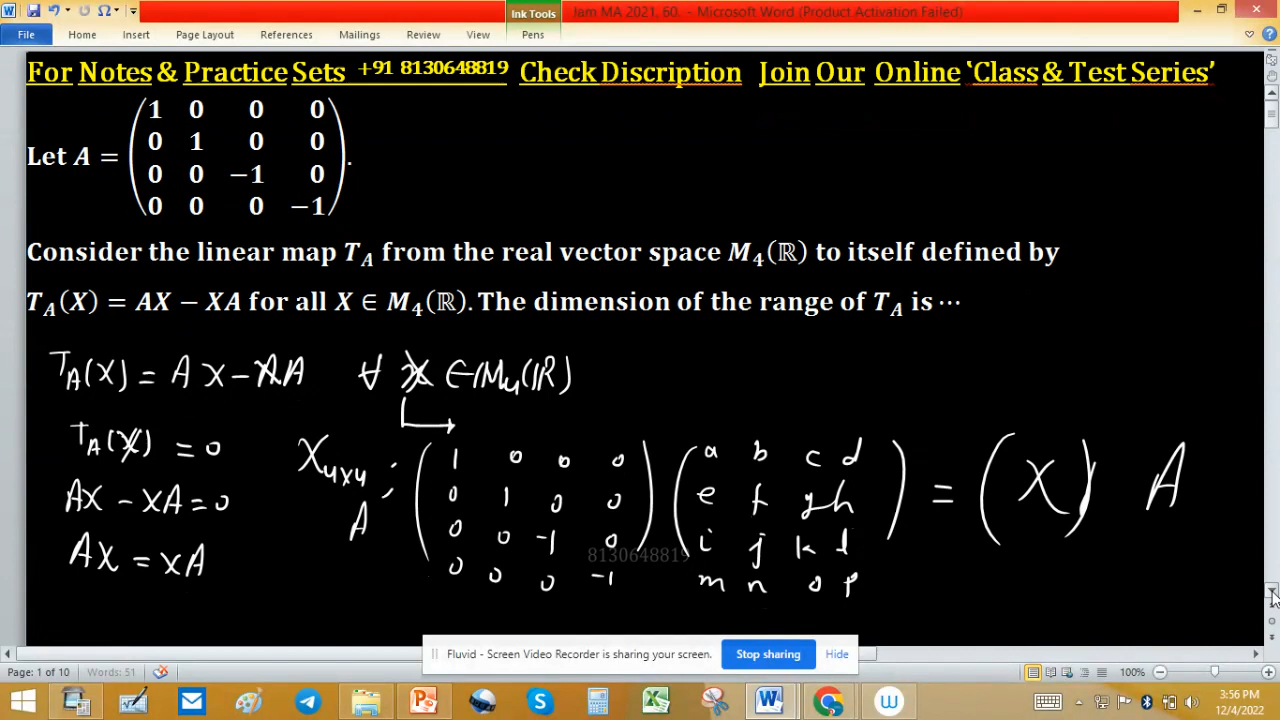 Ink Tools
Jam MA 2021, 60. - Microsoft Word (Product Activation Failed)
File Home Insert Page Layout References Mailings Review View Pens
For Notes & Practice Sets +91 8130648819 Check Discription Join Our Online 'Class & Test Series'
1 0 0 0
0 1 0 0
Let A =
0 0 −1 0
0 0 0 −1
.
Consider the linear map T_A from the real vector space M₄(ℝ) to itself defined by
T_A(X) = AX − XA for all X ∈ M₄(ℝ). The dimension of the range of T_A is ⋯
T_A(X) = AX − XA ∀ X ∈ M₄(ℝ)
T_A(X) = 0
AX − XA = 0
AX = XA
X₄ₓ₄ ;
A
1 0 0 0
0 1 0 0
0 0 -1 0
0 0 0 -1
a b c d
e f g h
i j k l
m n o p
= (X) A
8130648819
Fluvid - Screen Video Recorder is sharing your screen. Stop sharing Hide
Page: 1 of 10 Words: 51 100%
3:56 PM
12/4/2022